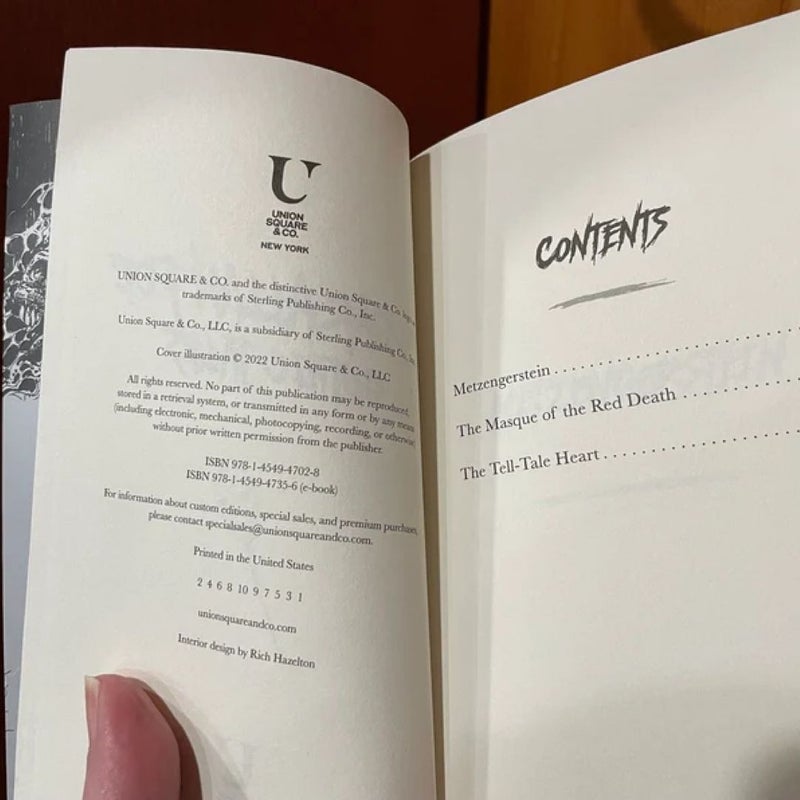 U
UNION
SQUARE
& CO.
NEW YORK
UNION SQUARE & CO. and the distinctive Union Square & Co.
trademarks of Sterling Publishing Co., Inc.
Union Square & Co., LLC, is a subsidiary of Sterling Publishing Co.,
Cover illustration © 2022 Union Square & Co., LLC
All rights reserved. No part of this publication may be reproduced,
stored in a retrieval system, or transmitted in any form or by any means
(including electronic, mechanical, photocopying, recording, or otherwise)
without prior written permission from the publisher.
ISBN 978-1-4549-4702-8
ISBN 978-1-4549-4735-6 (e-book)
For information about custom editions, special sales, and premium purchases,
please contact specialsales@unionsquareandco.com.
Printed in the United States
2 4 6 8 10 9 7 5 3 1
unionsquareandco.com
Interior design by Rich Hazelton
CONTENTS
Metzengerstein
The Masque of the Red Death
The Tell-Tale Heart